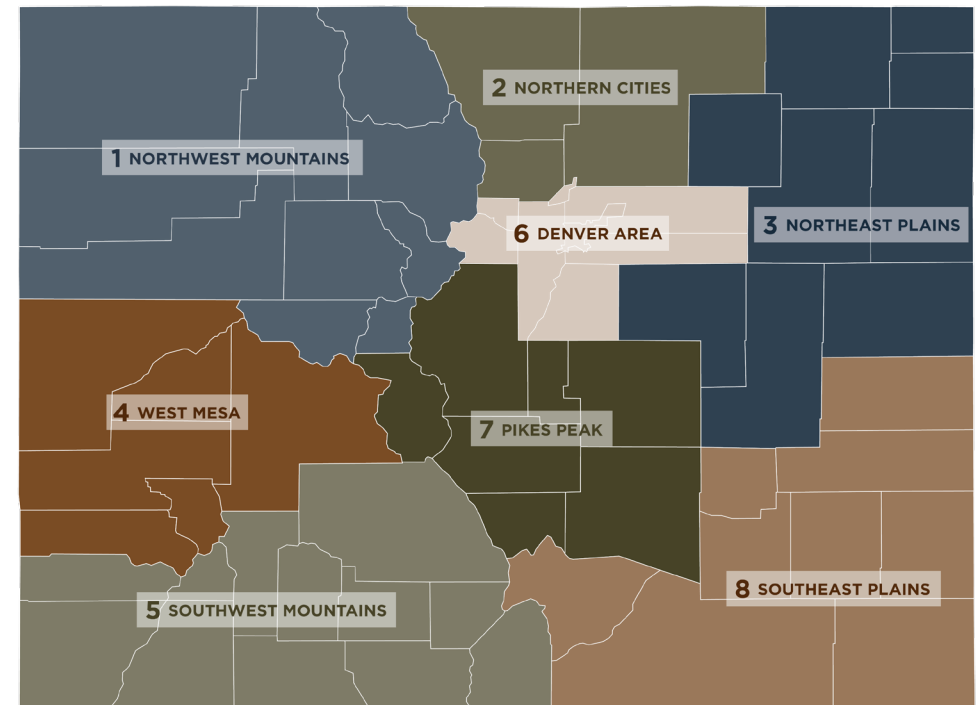 2 NORTHERN CITIES
1 NORTHWEST MOUNTAINS
3 NORTHEAST PLAINS
6 DENVER AREA
4 WEST MESA
7 PIKES PEAK
8 SOUTHEAST PLAINS
5 SOUTHWEST MOUNTAINS